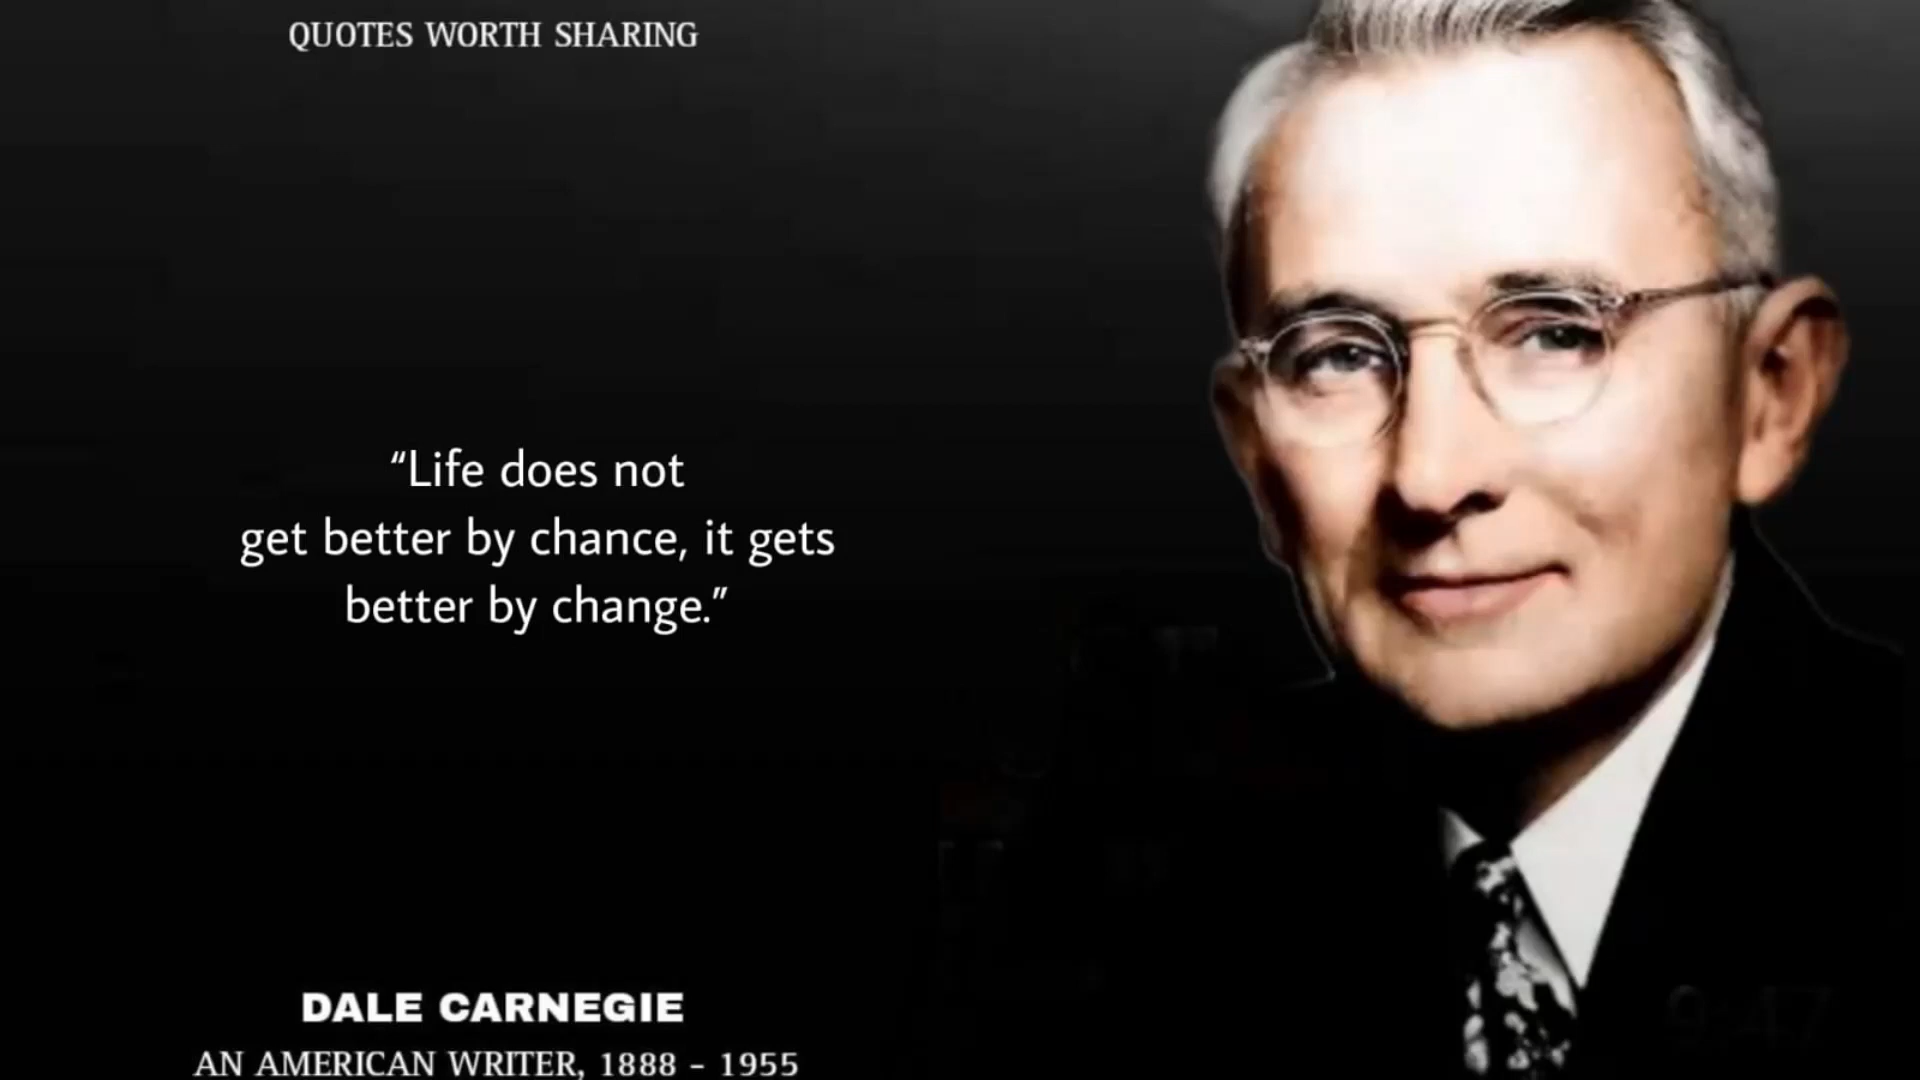 QUOTES WORTH SHARING
“Life does not
get better by chance, it gets
better by change.”
DALE CARNEGIE
AN AMERICAN WRITER, 1888 – 1955